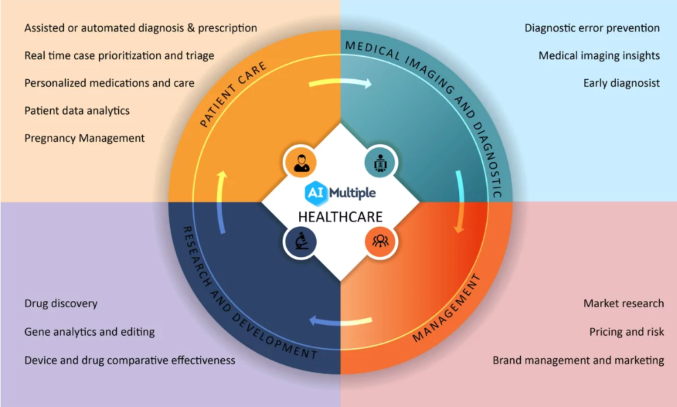 Assisted or automated diagnosis & prescription
Real time case prioritization and triage
Personalized medications and care
Patient data analytics
Pregnancy Management
Diagnostic error prevention
Medical imaging insights
Early diagnosist
PATIENT CARE
MEDICAL IMAGING AND DIAGNOSTIC
AI Multiple
HEALTHCARE
RESEARCH AND DEVELOPMENT
MANAGEMENT
Drug discovery
Gene analytics and editing
Device and drug comparative effectiveness
Market research
Pricing and risk
Brand management and marketing